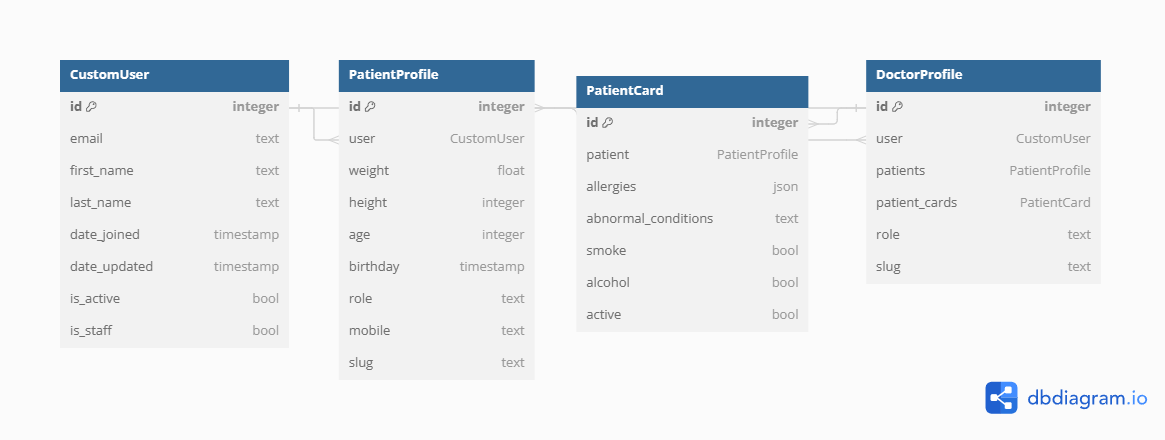 CustomUser
id integer
email text
first_name text
last_name text
date_joined timestamp
date_updated timestamp
is_active bool
is_staff bool
PatientProfile
id integer
user CustomUser
weight float
height integer
age integer
birthday timestamp
role text
mobile text
slug text
PatientCard
id integer
patient PatientProfile
allergies json
abnormal_conditions text
smoke bool
alcohol bool
active bool
DoctorProfile
id integer
user CustomUser
patients PatientProfile
patient_cards PatientCard
role text
slug text
dbdiagram.io